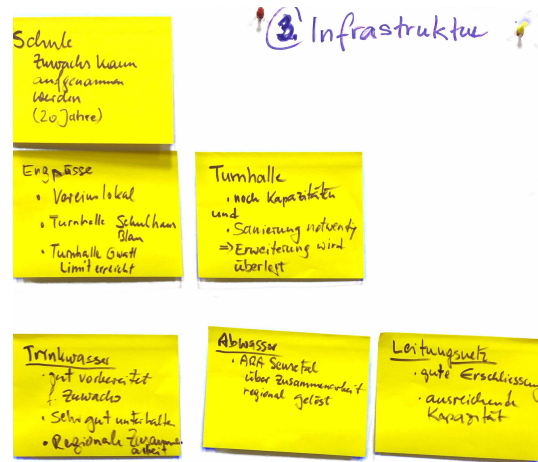 3. Infrastruktur
Schule
Zuwachs kann
aufgenommen
werden
(20 Jahre)
Engpässe
• Vereinslokal
• Turnhalle Schulhaus
Blau
• Turnhalle Gwatt
Limit erreicht
Turnhalle
• noch Kapazitäten
und
• Sanierung notwendig
⇒ Erweiterung wird
überlegt
Trinkwasser
• gut vorbereitet
f. Zuwachs
• Sehr gut unterhalten
• Regionale Zusammen
arbeit
Abwasser
• ARA Sensetal
über Zusammenarbeit
regional gelöst
Leitungsnetz
• gute Erschliessung
• ausreichende
Kapazität